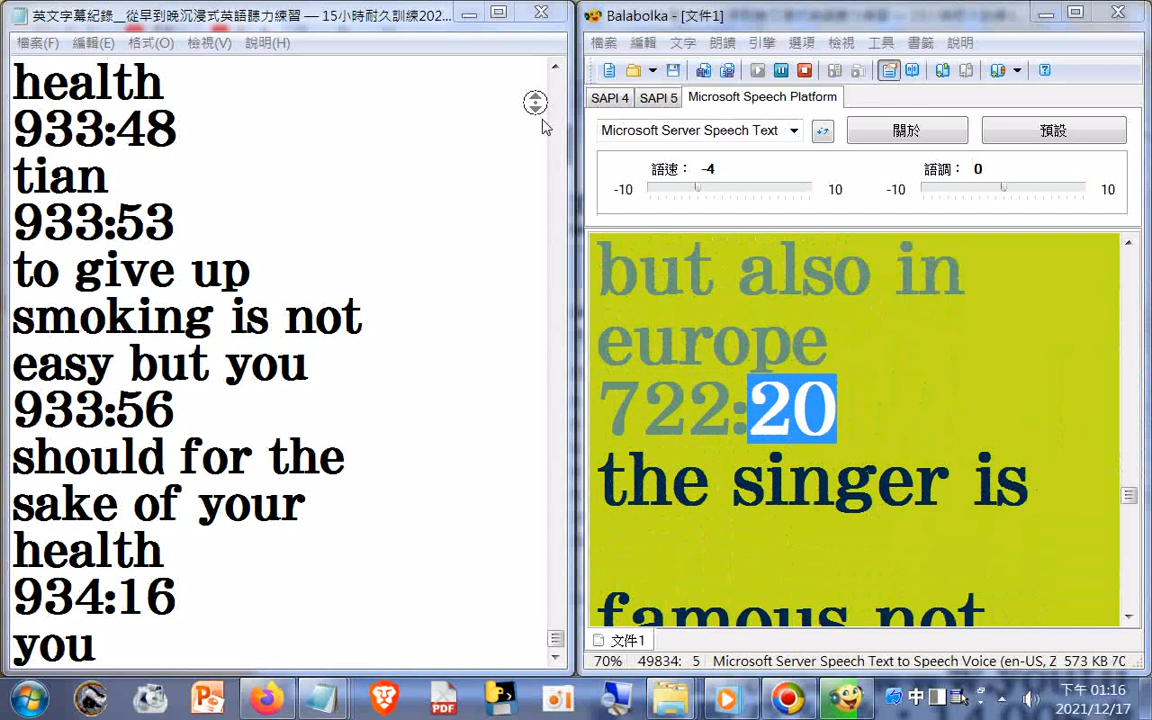 英文字幕紀錄__從早到晚沉浸式英語聽力練習 — 15小時耐久訓練202...
檔案(F) 編輯(E) 格式(O) 檢視(V) 說明(H)
health
933:48
tian
933:53
to give up
smoking is not
easy but you
933:56
should for the
sake of your
health
934:16
you
Balabolka - [文件1]
檔案 編輯 文字 朗讀 引擎 選項 檢視 工具 書籤 說明
SAPI 4 SAPI 5 Microsoft Speech Platform
Microsoft Server Speech Text 關於 預設
語速： -4 語調： 0
-10 10 -10 10
but also in
europe
722:20
the singer is
famous not
文件1
70% 49834: 5 Microsoft Server Speech Text to Speech Voice (en-US, Z 573 KB 70
中 下午 01:16
2021/12/17